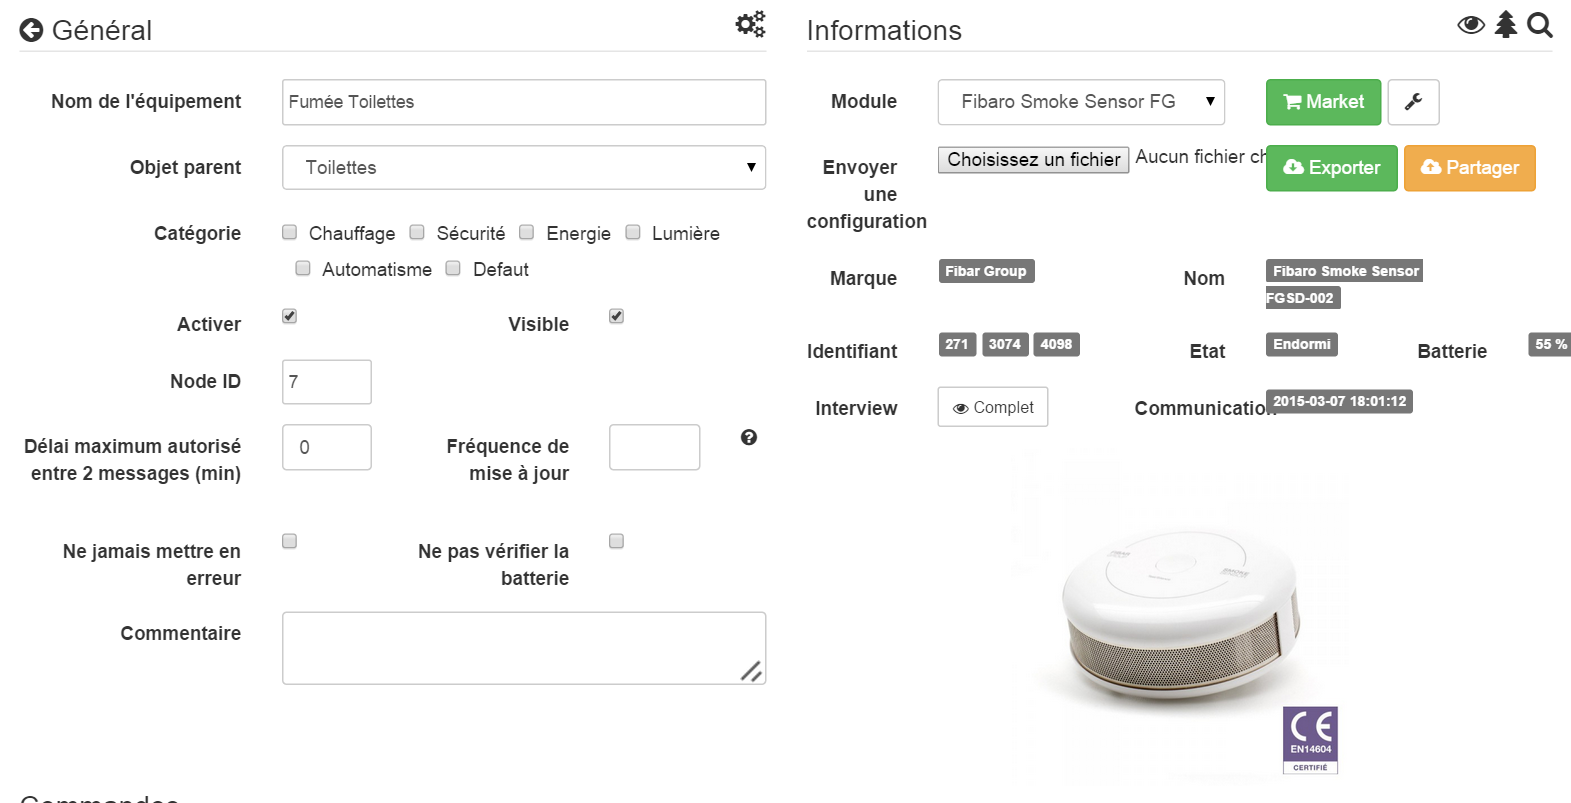 Général
Informations
Nom de l'équipement
Fumée Toilettes
Module
Fibaro Smoke Sensor FG
Market
Objet parent
Toilettes
Envoyer
une
configuration
Choisissez un fichier
Aucun fichier ch
Exporter
Partager
Catégorie
Chauffage
Sécurité
Energie
Lumière
Automatisme
Defaut
Marque
Fibar Group
Nom
Fibaro Smoke Sensor
FGSD-002
Activer
Visible
Identifiant
271 3074 4098
Etat
Endormi
Batterie
55 %
Node ID
7
Interview
Complet
Communication
2015-03-07 18:01:12
Délai maximum autorisé
entre 2 messages (min)
0
Fréquence de
mise à jour
Ne jamais mettre en
erreur
Ne pas vérifier la
batterie
Commentaire
CE
EN14604
CERTIFIÉ
Commandes